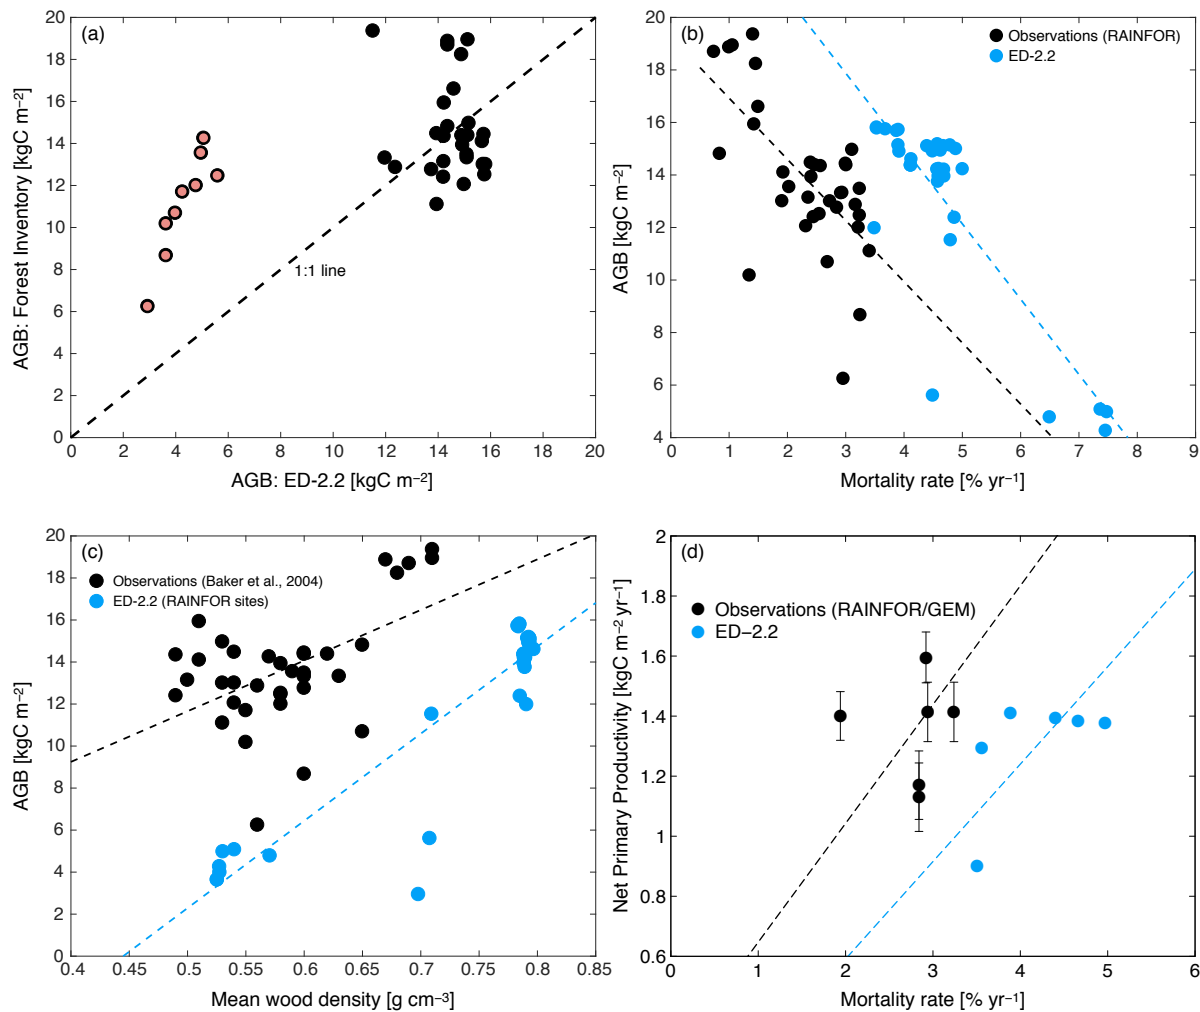 (a)
20
18
16
14
12
10
8
6
4
2
0
AGB: Forest Inventory [kgC m⁻²]
1:1 line
0 2 4 6 8 10 12 14 16 18 20
AGB: ED-2.2 [kgC m⁻²]
(b)
Observations (RAINFOR)
ED-2.2
20
18
16
14
12
10
8
6
4
AGB [kgC m⁻²]
0 1 2 3 4 5 6 7 8 9
Mortality rate [% yr⁻¹]
(c)
Observations (Baker et al., 2004)
ED-2.2 (RAINFOR sites)
20
18
16
14
12
10
8
6
4
2
0
AGB [kgC m⁻²]
0.4 0.45 0.5 0.55 0.6 0.65 0.7 0.75 0.8 0.85
Mean wood density [g cm⁻³]
(d)
Observations (RAINFOR/GEM)
ED–2.2
2
1.8
1.6
1.4
1.2
1
0.8
0.6
Net Primary Productivity [kgC m⁻² yr⁻¹]
0 1 2 3 4 5 6
Mortality rate [% yr⁻¹]